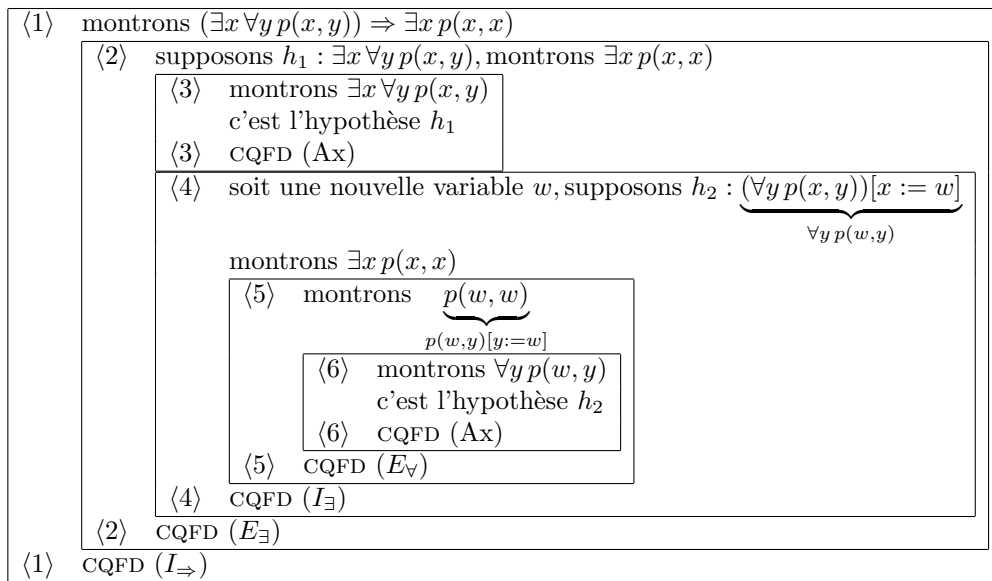 ⟨1⟩ montrons (∃x ∀y p(x, y)) ⇒ ∃x p(x, x)
⟨2⟩ supposons h₁ : ∃x ∀y p(x, y), montrons ∃x p(x, x)
⟨3⟩ montrons ∃x ∀y p(x, y)
c'est l'hypothèse h₁
⟨3⟩ CQFD (Ax)
⟨4⟩ soit une nouvelle variable w, supposons h₂ : (∀y p(x, y))[x := w]
∀y p(w,y)
montrons ∃x p(x, x)
⟨5⟩ montrons p(w, w)
p(w,y)[y:=w]
⟨6⟩ montrons ∀y p(w, y)
c'est l'hypothèse h₂
⟨6⟩ CQFD (Ax)
⟨5⟩ CQFD (E∀)
⟨4⟩ CQFD (I∃)
⟨2⟩ CQFD (E∃)
⟨1⟩ CQFD (I⇒)